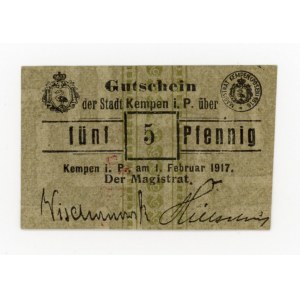 Gutschein
der Stadt Kempen i. P. über
fünf 5 Pfennig
Kempen i. P. am 1. Februar 1917.
Der Magistrat.